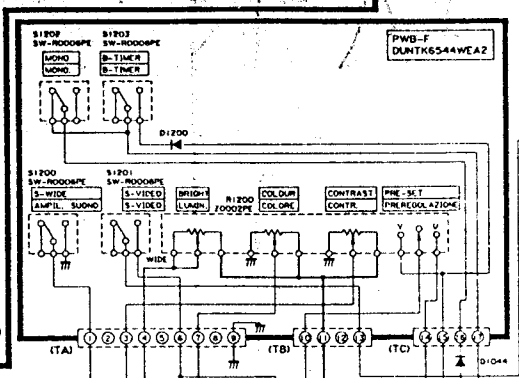 S1202 S1203
SW-R0006PE SW-R0006PE
PWB-F
DUNTK6544WEA2
MONO B-TIMER
MONO. B-TIMER
D1200
S1200 S1201
SW-R0006PE SW-R0006PE
R1200
Z0002PE
S-WIDE S-VIDEO BRIGHT COLOUR CONTRAST PRE-SET
AMPIL. SUONO S-VIDEO LUMIN. COLORE CONTR. PREREGOLAZIONE
V U
WIDE
1 2 3 4 5 6 7 8 9 10 11 12 13 14 15 16 17
(TA) (TB) (TC)
D1044